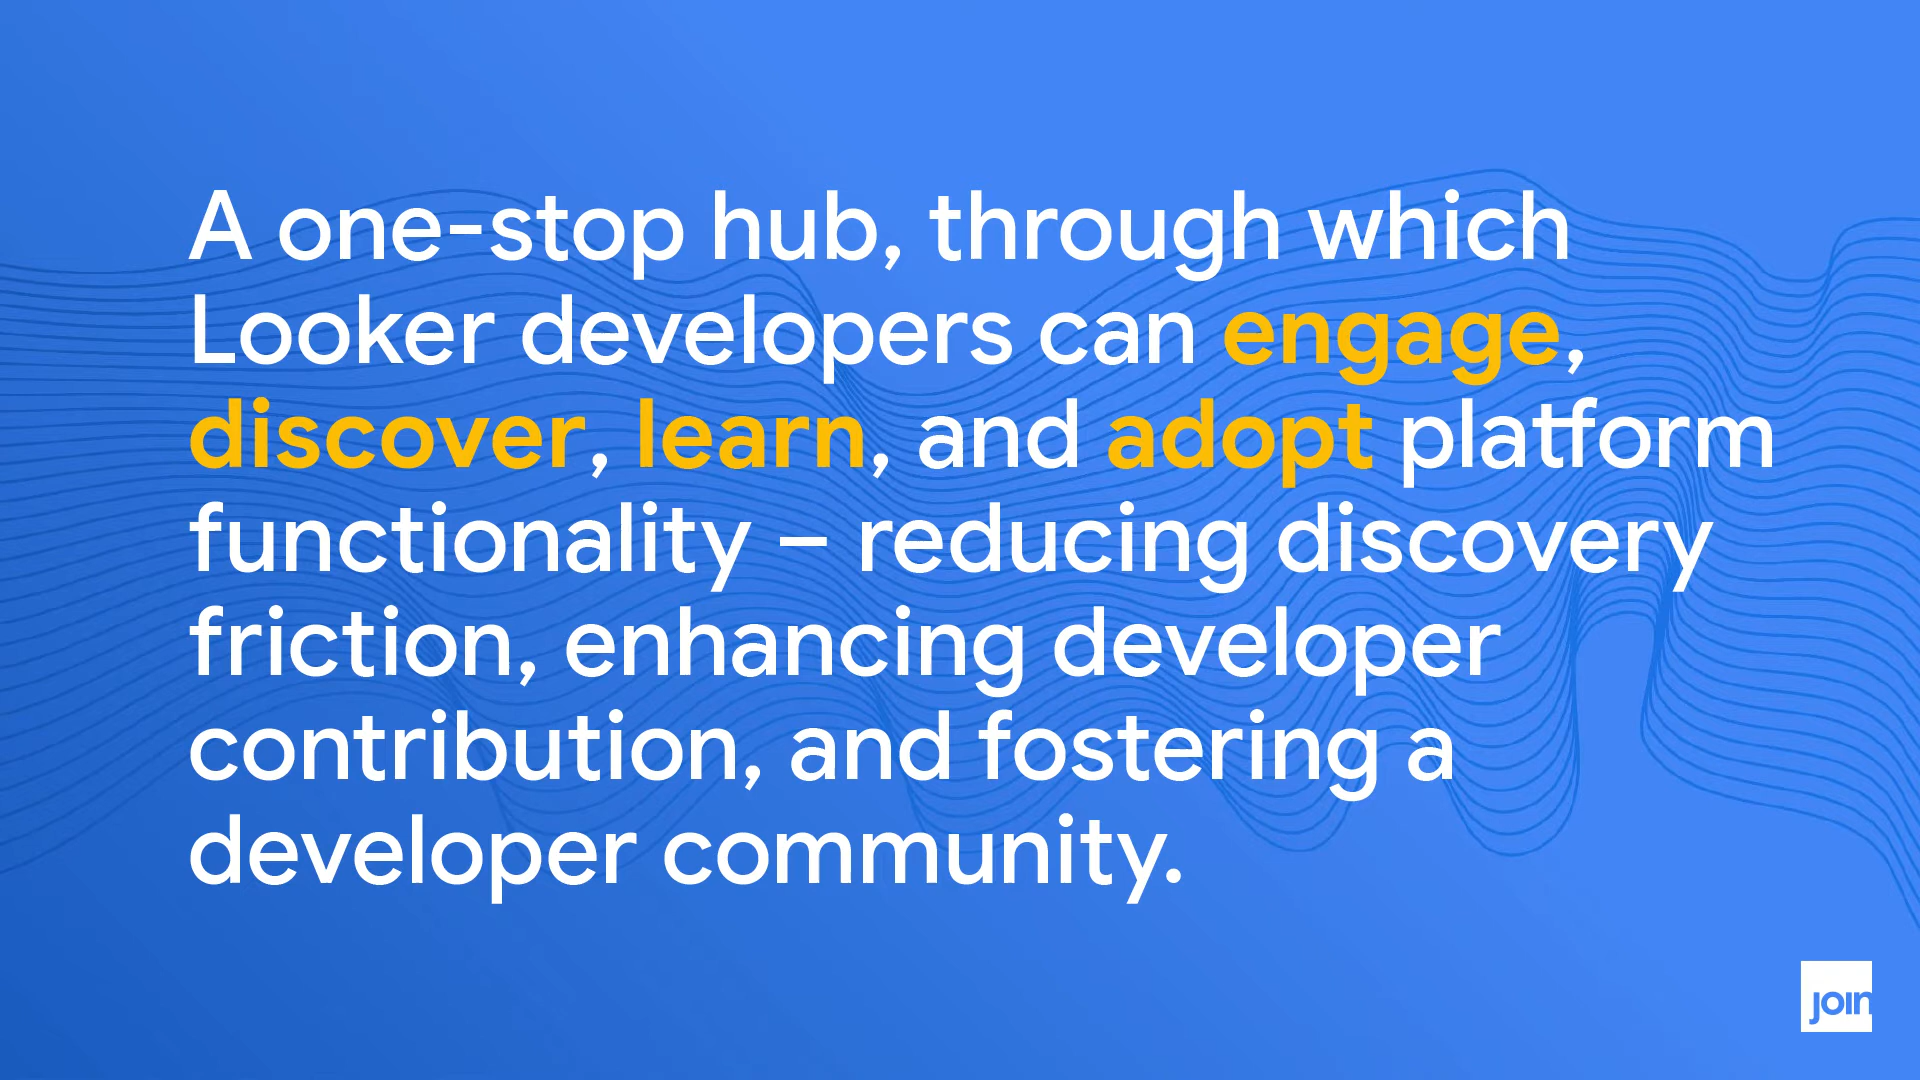 A one-stop hub, through which
Looker developers can engage,
discover, learn, and adopt platform
functionality – reducing discovery
friction, enhancing developer
contribution, and fostering a
developer community.
join